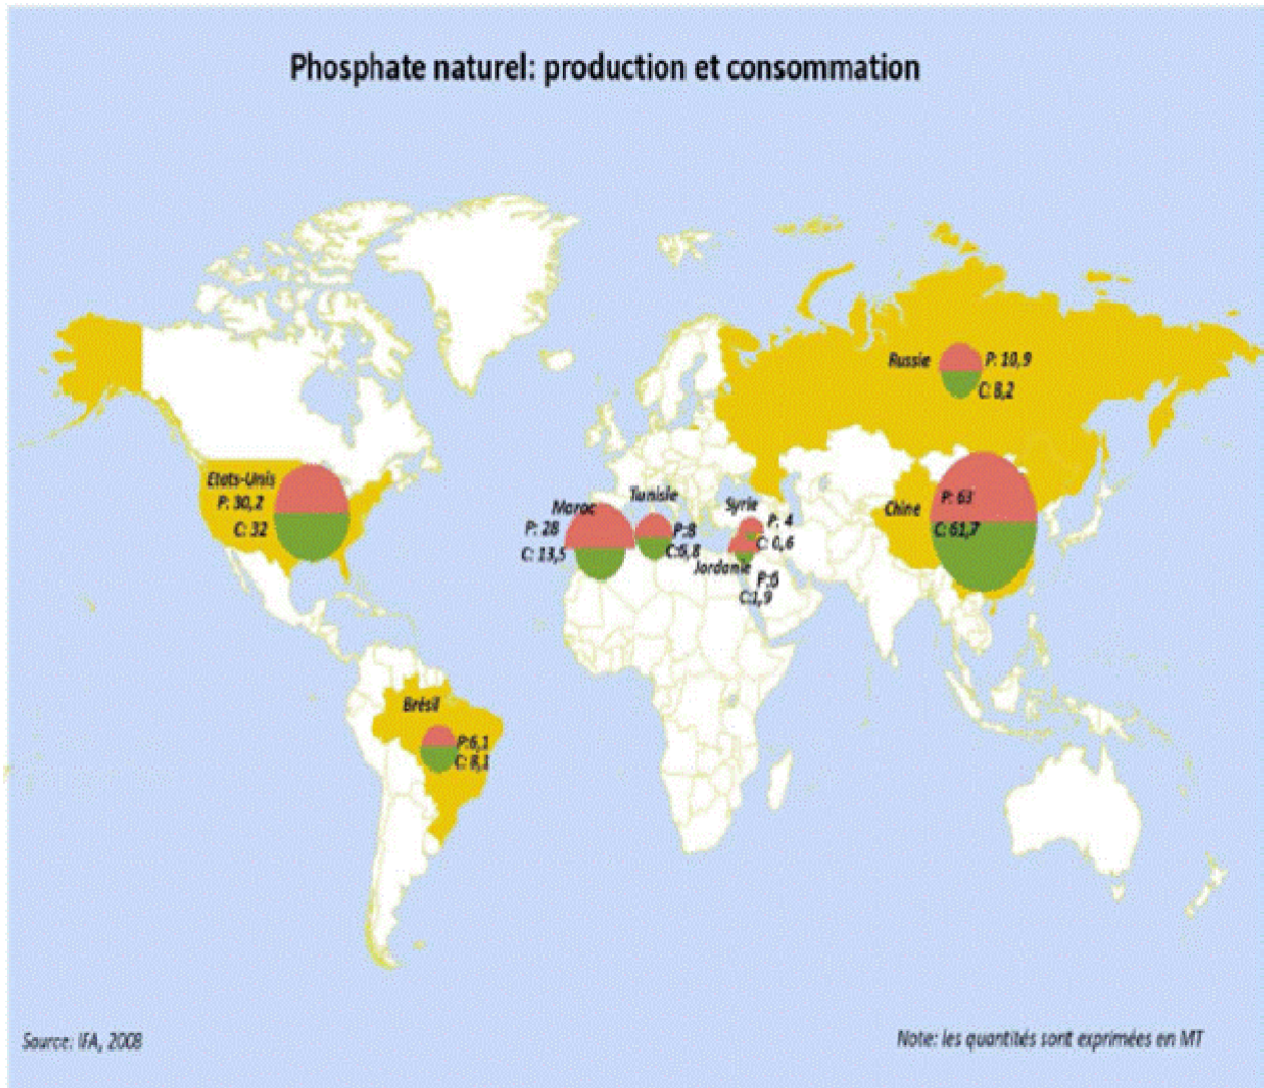 Phosphate naturel: production et consommation
Russie
P: 10,9
C: 8,2
Etats-Unis
P: 30,2
C: 32
Maroc
P: 28
C: 13,5
Tunisie
P:8
C:6,8
Syrie
P: 4
C: 0,6
Jordanie
P:6
C:1,9
Chine
P: 63
C: 61,7
Brésil
P:6,1
C: 8,1
Source: IFA, 2008
Note: les quantités sont exprimées en MT